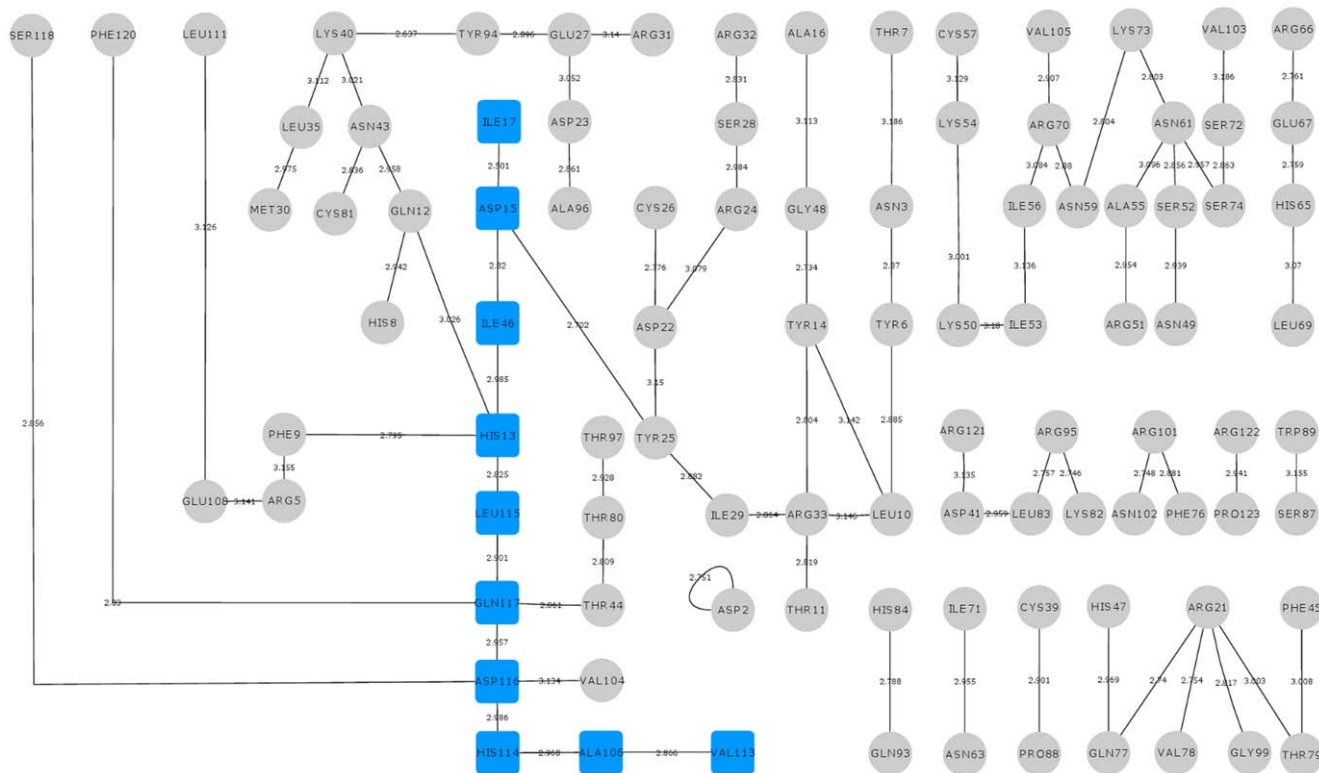 SER118 PHE120 LEU111 LYS40 2.637 TYR94 2.896 GLU27 3.14 ARG31 ARG32 ALA16 THR7 CYS57 VAL105 LYS73 VAL103 ARG66
3.112 3.021 3.052 2.831 3.113 3.186 3.129 2.907 2.803 3.186 2.761
LEU35 ASN43 ILE17 ASP23 SER28 LYS54 ARG70 2.804 ASN61 SER72 GLU67
2.975 2.836 2.958 2.501 2.861 2.984 3.084 2.88 3.096 2.856 2.957 2.863 2.759
MET30 CYS81 GLN12 ASP15 ALA96 CYS26 ARG24 GLY48 ASN3 ILE56 ASN59 ALA55 SER52 SER74 HIS65
3.126 2.942 3.026 2.82 2.702 2.776 3.079 2.734 2.87 3.001 3.136 2.954 2.939 3.07
HIS8 ILE46 ASP22 TYR14 TYR6 LYS50 3.18 ILE53 ARG51 ASN49 LEU69
2.985 3.15 2.804 3.142 2.885
2.856 PHE9 2.795 HIS13 THR97 TYR25 ARG121 ARG95 ARG101 ARG122 TRP89
3.155 2.825 2.928 2.882 3.135 2.757 2.746 2.748 2.881 2.941 3.155
GLU108 3.141 ARG5 LEU115 THR80 ILE29 2.864 ARG33 3.146 LEU10 ASP41 2.959 LEU83 LYS82 ASN102 PHE76 PRO123 SER87
2.901 2.809 2.751 2.819
2.93 GLN117 2.861 THR44 ASP2 THR11 HIS84 ILE71 CYS39 HIS47 ARG21 PHE45
2.957
ASP116 3.134 VAL104 2.788 2.955 2.901 2.969 2.74 2.754 2.817 3.003 3.008
2.986
HIS114 2.968 ALA106 2.866 VAL113 GLN93 ASN63 PRO88 GLN77 VAL78 GLY99 THR79